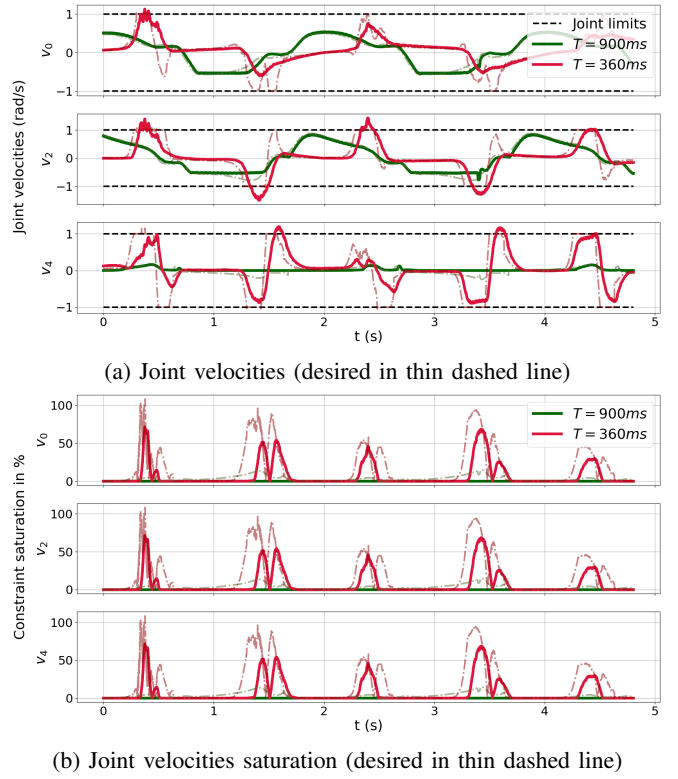 1
0
−1
v0
Joint limits
T = 900ms
T = 360ms
1
0
−1
v2
Joint velocities (rad/s)
1
0
−1
v4
0 1 2 3 4 5
t (s)
(a) Joint velocities (desired in thin dashed line)
100
50
0
v0
T = 900ms
T = 360ms
100
50
0
v2
Constraint saturation in %
100
50
0
v4
0 1 2 3 4 5
t (s)
(b) Joint velocities saturation (desired in thin dashed line)